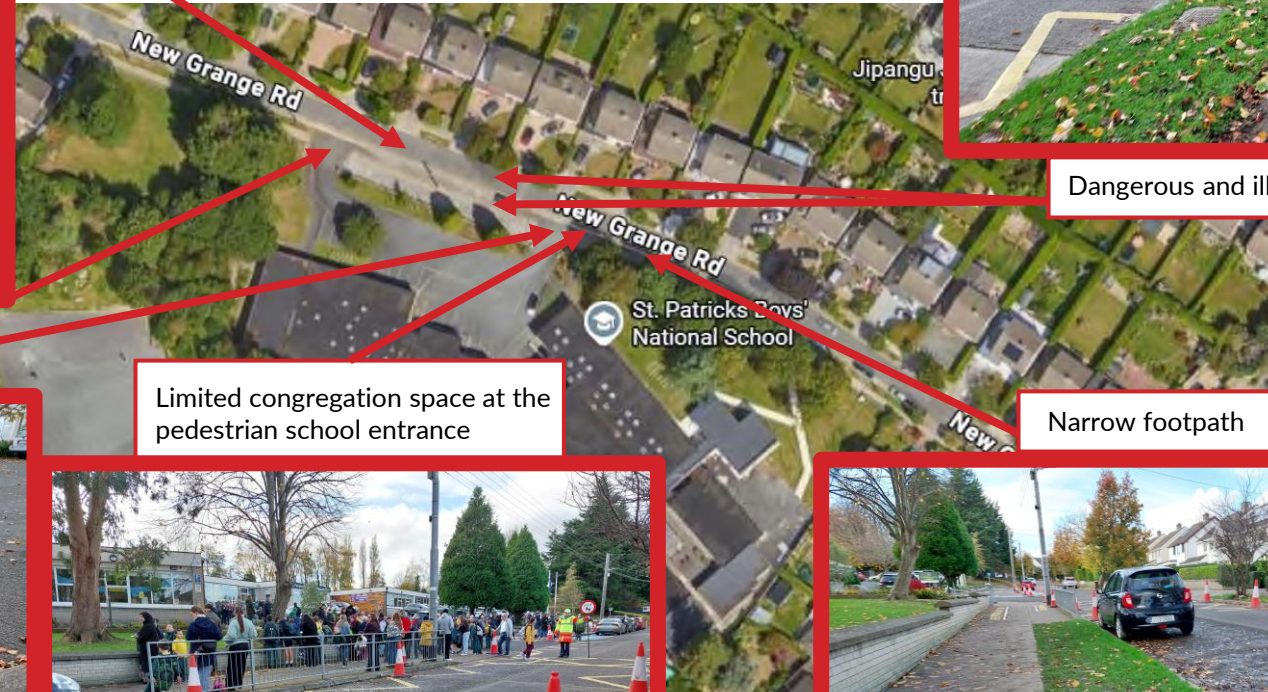 New Grange Rd
Jipangu
Dangerous and
New Grange Rd
St. Patricks Boys'
National School
Limited congregation space at the
pedestrian school entrance
Narrow footpath
New